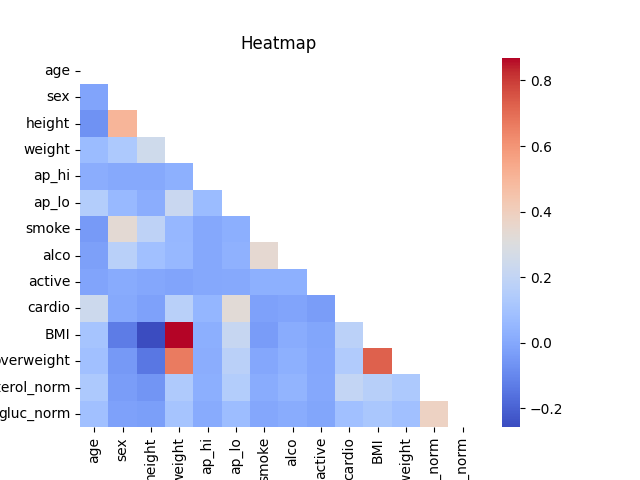 Heatmap
age
sex
height
weight
ap_hi
ap_lo
smoke
alco
active
cardio
BMI
overweight
terol_norm
gluc_norm
age
sex
height
weight
ap_hi
ap_lo
smoke
alco
active
cardio
BMI
weight
_norm
_norm
0.8
0.6
0.4
0.2
0.0
−0.2